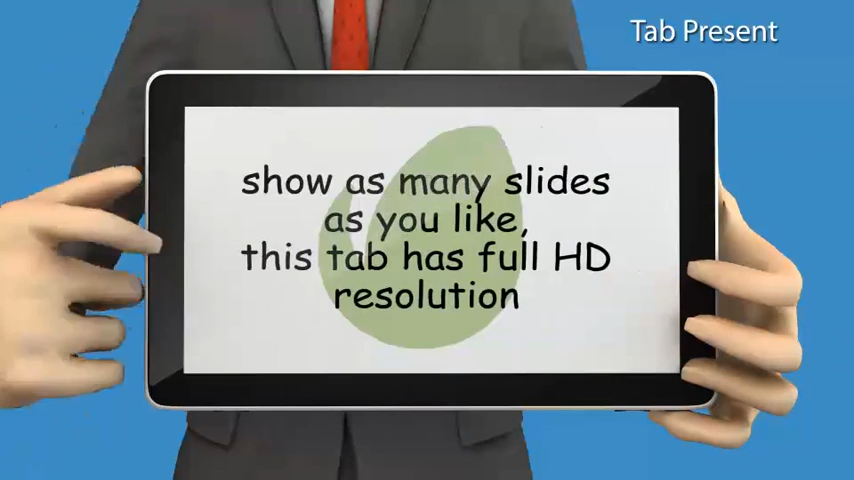 Tab Present
show as many slides
as you like,
this tab has full HD
resolution